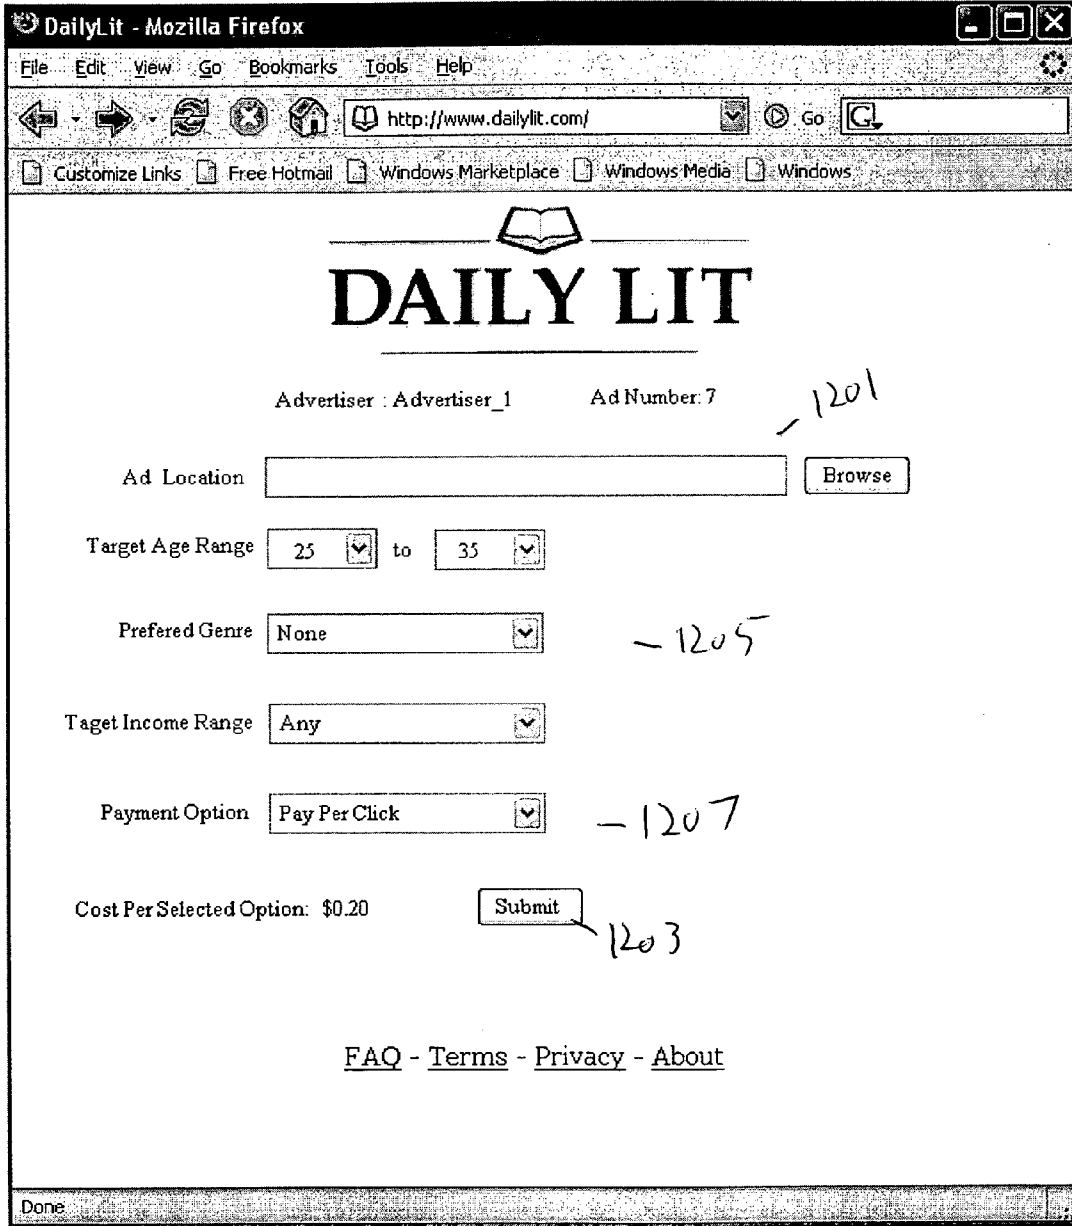 DailyLit - Mozilla Firefox
File Edit View Go Bookmarks Tools Help
http://www.dailylit.com/ Go G
Customize Links Free Hotmail Windows Marketplace Windows Media Windows
DAILY LIT
Advertiser : Advertiser_1 Ad Number: 7
1201
Ad Location Browse
Target Age Range 25 to 35
Prefered Genre None 1205
Taget Income Range Any
Payment Option Pay Per Click 1207
Cost Per Selected Option: $0.20 Submit
1203
FAQ - Terms - Privacy - About
Done